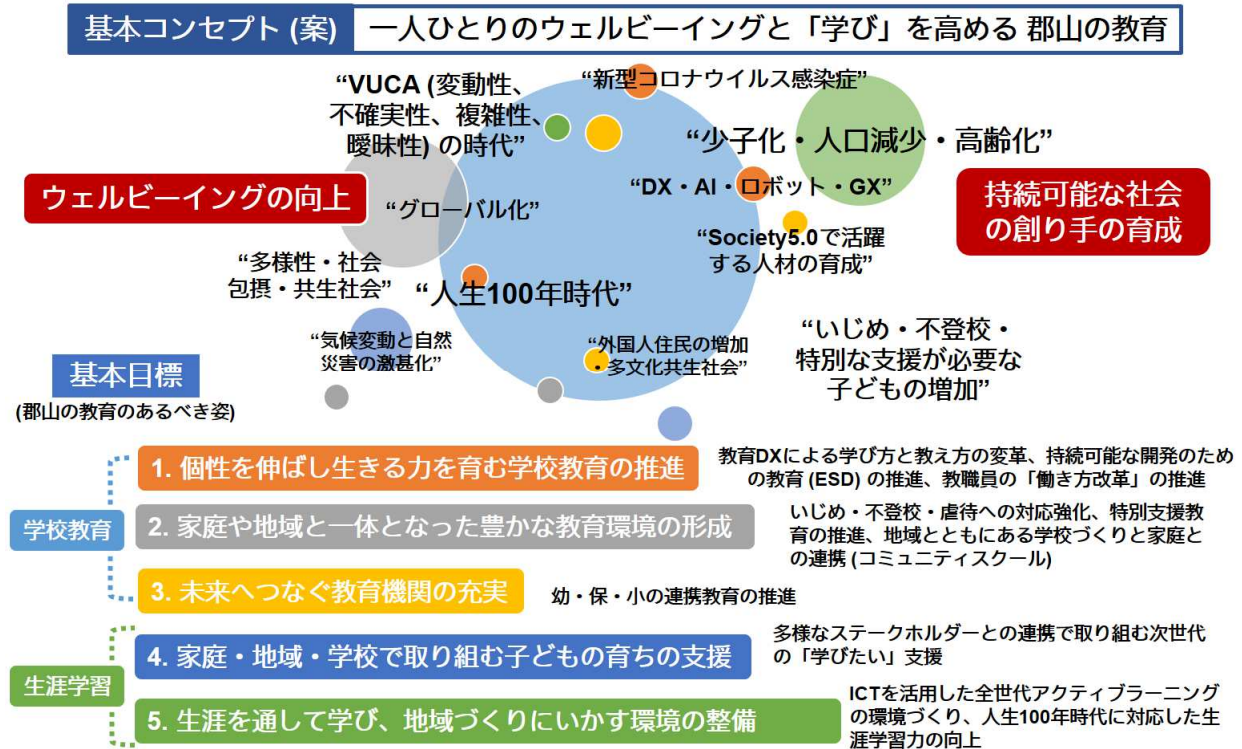 基本コンセプト (案)
一人ひとりのウェルビーイングと「学び」を高める 郡山の教育
“VUCA (変動性、
不確実性、複雑性、
曖昧性) の時代”
“新型コロナウイルス感染症”
“少子化・人口減少・高齢化”
ウェルビーイングの向上
“グローバル化”
“DX・AI・ロボット・GX”
持続可能な社会
の創り手の育成
“Society5.0で活躍
する人材の育成”
“多様性・社会
包摂・共生社会”
“人生100年時代”
“気候変動と自然
災害の激甚化”
“外国人住民の増加
・多文化共生社会”
“いじめ・不登校・
特別な支援が必要な
子どもの増加”
基本目標
(郡山の教育のあるべき姿)
学校教育
1. 個性を伸ばし生きる力を育む学校教育の推進
教育DXによる学び方と教え方の変革、持続可能な開発のため
の教育 (ESD) の推進、教職員の「働き方改革」の推進
2. 家庭や地域と一体となった豊かな教育環境の形成
いじめ・不登校・虐待への対応強化、特別支援教
育の推進、地域とともにある学校づくりと家庭と
の連携 (コミュニティスクール)
3. 未来へつなぐ教育機関の充実
幼・保・小の連携教育の推進
生涯学習
4. 家庭・地域・学校で取り組む子どもの育ちの支援
多様なステークホルダーとの連携で取り組む次世代
の「学びたい」支援
5. 生涯を通して学び、地域づくりにいかす環境の整備
ICTを活用した全世代アクティブラーニング
の環境づくり、人生100年時代に対応した生
涯学習力の向上